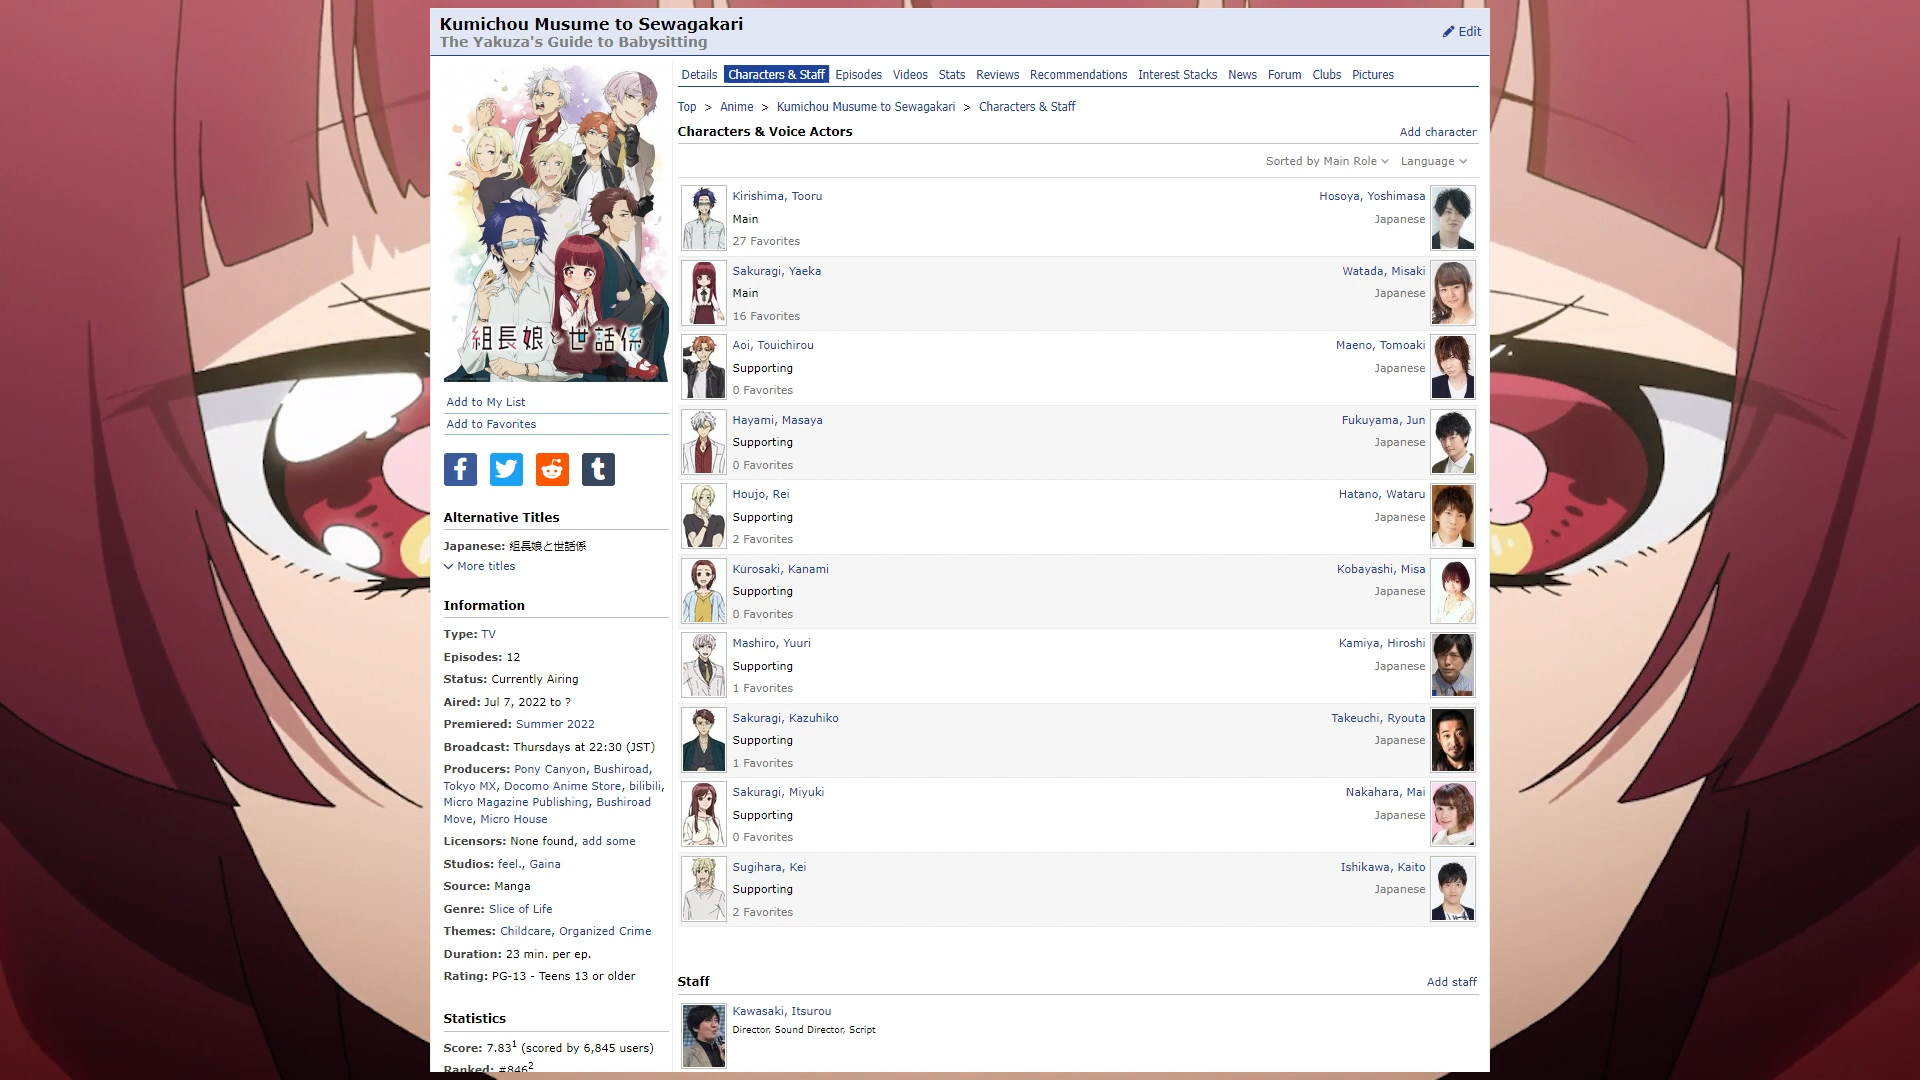 Kumichou Musume to Sewagakari
The Yakuza's Guide to Babysitting
Edit
組長娘と世話係
Add to My List
Add to Favorites
Alternative Titles
Japanese: 組長娘と世話係
More titles
Information
Type: TV
Episodes: 12
Status: Currently Airing
Aired: Jul 7, 2022 to ?
Premiered: Summer 2022
Broadcast: Thursdays at 22:30 (JST)
Producers: Pony Canyon, Bushiroad,
Tokyo MX, Docomo Anime Store, bilibili,
Micro Magazine Publishing, Bushiroad
Move, Micro House
Licensors: None found, add some
Studios: feel., Gaina
Source: Manga
Genre: Slice of Life
Themes: Childcare, Organized Crime
Duration: 23 min. per ep.
Rating: PG-13 - Teens 13 or older
Statistics
Score: 7.83¹ (scored by 6,845 users)
Ranked: #846²
Details Characters & Staff Episodes Videos Stats Reviews Recommendations Interest Stacks News Forum Clubs Pictures
Top > Anime > Kumichou Musume to Sewagakari > Characters & Staff
Characters & Voice Actors Add character
Sorted by Main Role Language
Kirishima, Tooru Hosoya, Yoshimasa
Main Japanese
27 Favorites
Sakuragi, Yaeka Watada, Misaki
Main Japanese
16 Favorites
Aoi, Touichirou Maeno, Tomoaki
Supporting Japanese
0 Favorites
Hayami, Masaya Fukuyama, Jun
Supporting Japanese
0 Favorites
Houjo, Rei Hatano, Wataru
Supporting Japanese
2 Favorites
Kurosaki, Kanami Kobayashi, Misa
Supporting Japanese
0 Favorites
Mashiro, Yuuri Kamiya, Hiroshi
Supporting Japanese
1 Favorites
Sakuragi, Kazuhiko Takeuchi, Ryouta
Supporting Japanese
1 Favorites
Sakuragi, Miyuki Nakahara, Mai
Supporting Japanese
0 Favorites
Sugihara, Kei Ishikawa, Kaito
Supporting Japanese
2 Favorites
Staff Add staff
Kawasaki, Itsurou
Director, Sound Director, Script